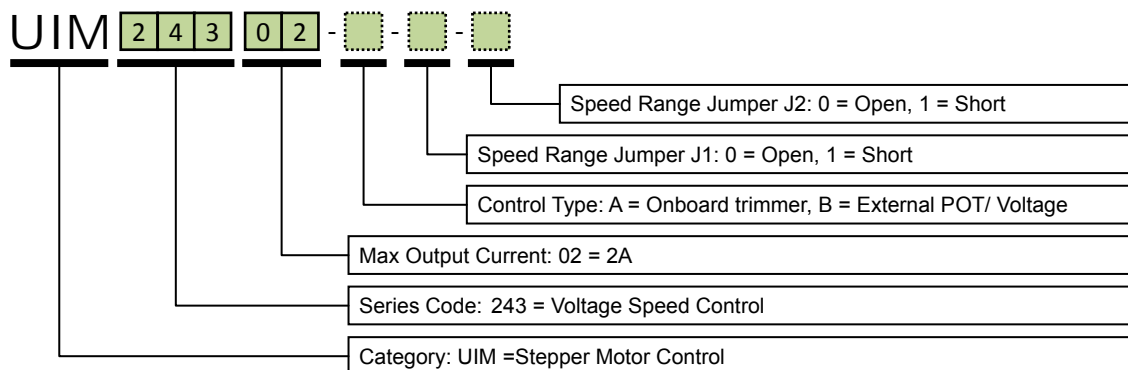 UIM 2 4 3 0 2 - - -
Speed Range Jumper J2: 0 = Open, 1 = Short
Speed Range Jumper J1: 0 = Open, 1 = Short
Control Type: A = Onboard trimmer, B = External POT/ Voltage
Max Output Current: 02 = 2A
Series Code: 243 = Voltage Speed Control
Category: UIM =Stepper Motor Control